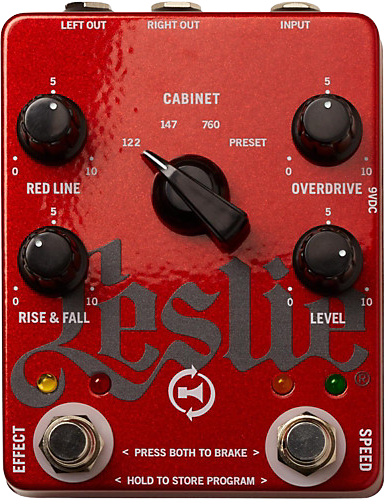 LEFT OUT RIGHT OUT INPUT
CABINET
147 760
122 PRESET
5 5
0 10 0 10
RED LINE OVERDRIVE
9VDC
5 5
0 10 0 10
RISE & FALL LEVEL
Leslie®
EFFECT
SPEED
< PRESS BOTH TO BRAKE >
< HOLD TO STORE PROGRAM >